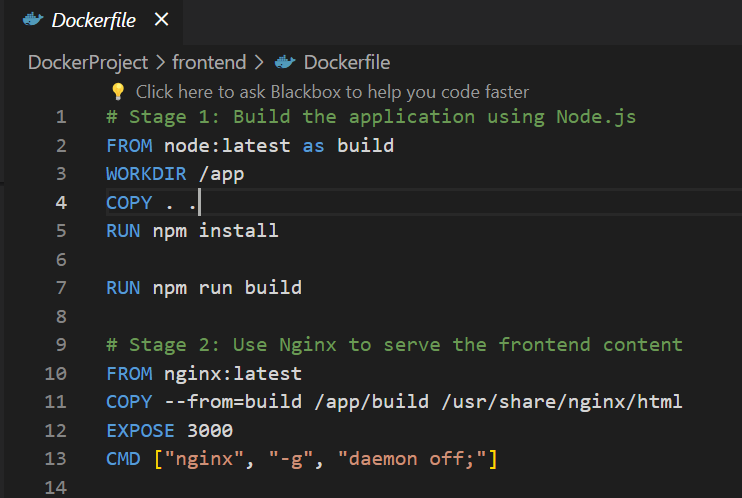 Dockerfile ×
DockerProject > frontend > Dockerfile
Click here to ask Blackbox to help you code faster
1 # Stage 1: Build the application using Node.js
2 FROM node:latest as build
3 WORKDIR /app
4 COPY . .
5 RUN npm install
6
7 RUN npm run build
8
9 # Stage 2: Use Nginx to serve the frontend content
10 FROM nginx:latest
11 COPY --from=build /app/build /usr/share/nginx/html
12 EXPOSE 3000
13 CMD ["nginx", "-g", "daemon off;"]
14